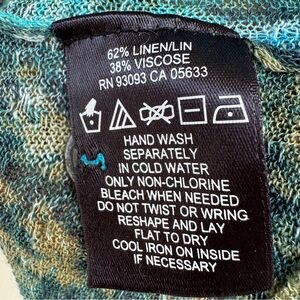 62% LINEN/LIN
38% VISCOSE
RN 93093 CA 05633
HAND WASH
SEPARATELY
IN COLD WATER
ONLY NON-CHLORINE
BLEACH WHEN NEEDED
DO NOT TWIST OR WRING
RESHAPE AND LAY
FLAT TO DRY
COOL IRON ON INSIDE
IF NECESSARY